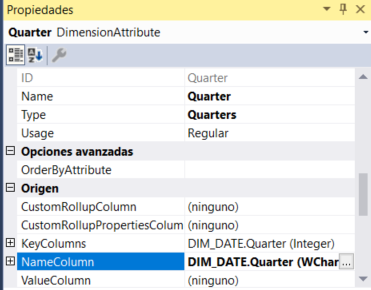 Propiedades
Quarter DimensionAttribute
ID Quarter
Name Quarter
Type Quarters
Usage Regular
Opciones avanzadas
OrderByAttribute
Origen
CustomRollupColumn (ninguno)
CustomRollupPropertiesColum (ninguno)
KeyColumns DIM_DATE.Quarter (Integer)
NameColumn DIM_DATE.Quarter (WChar ...
ValueColumn (ninguno)